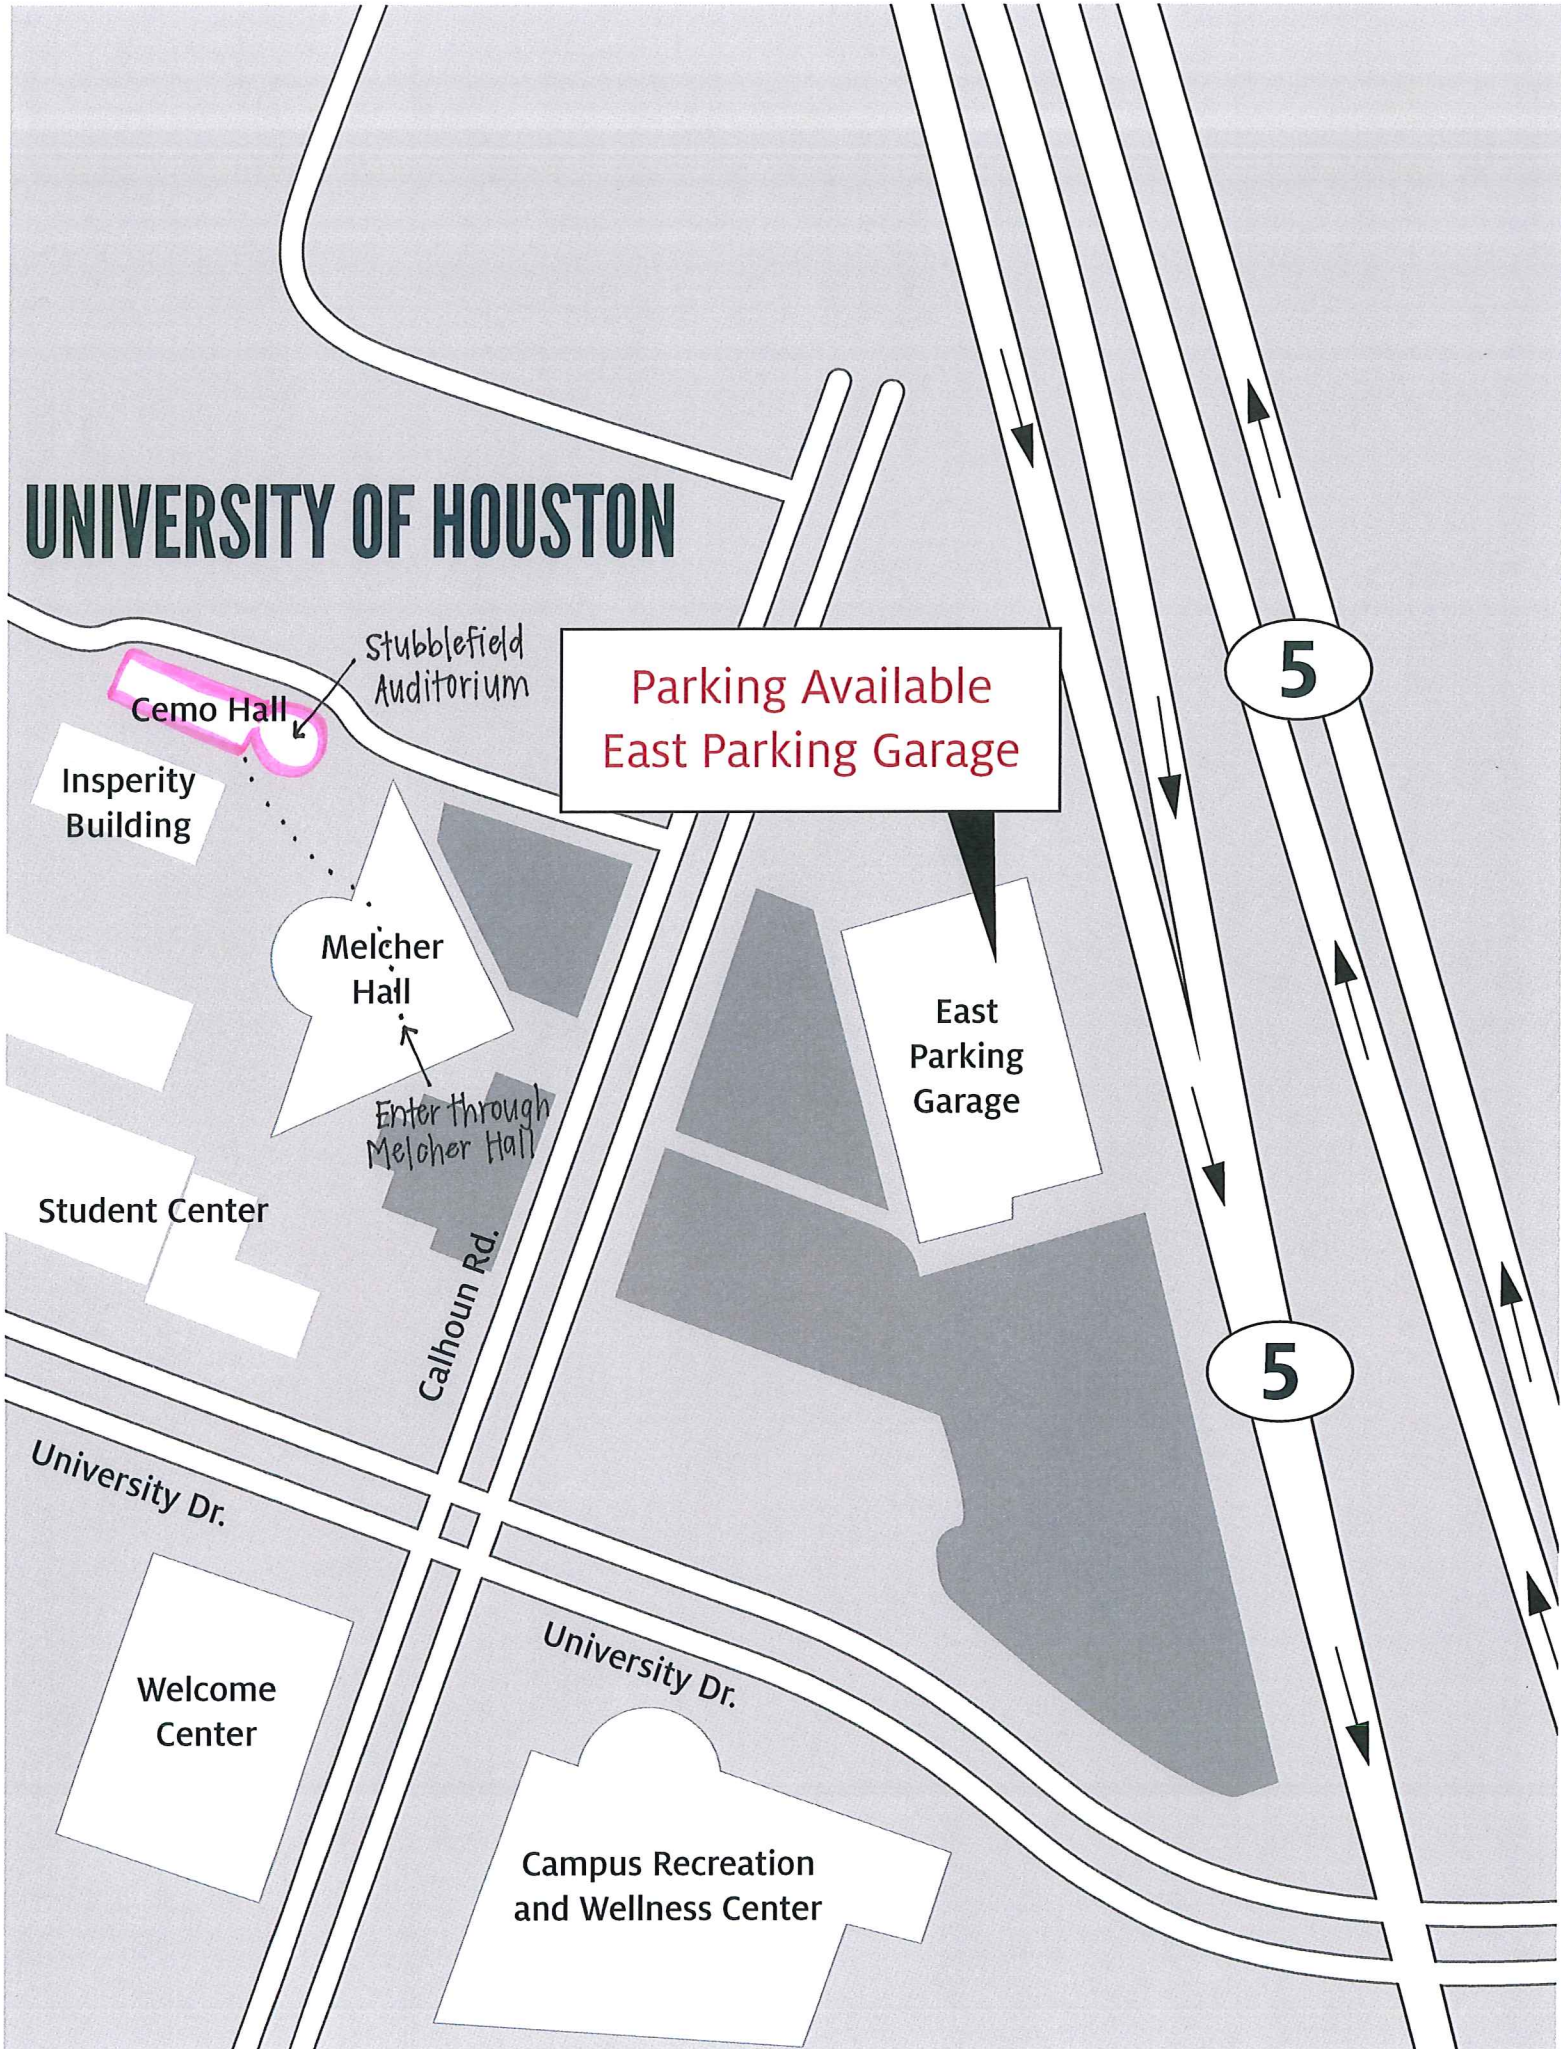 UNIVERSITY OF HOUSTON
Stubblefield
Auditorium
Cemo Hall
Insperity
Building
Parking Available
East Parking Garage
5
Melcher
Hall
East
Parking
Garage
Enter through
Melcher Hall
Student Center
Calhoun Rd.
5
University Dr.
University Dr.
Welcome
Center
Campus Recreation
and Wellness Center